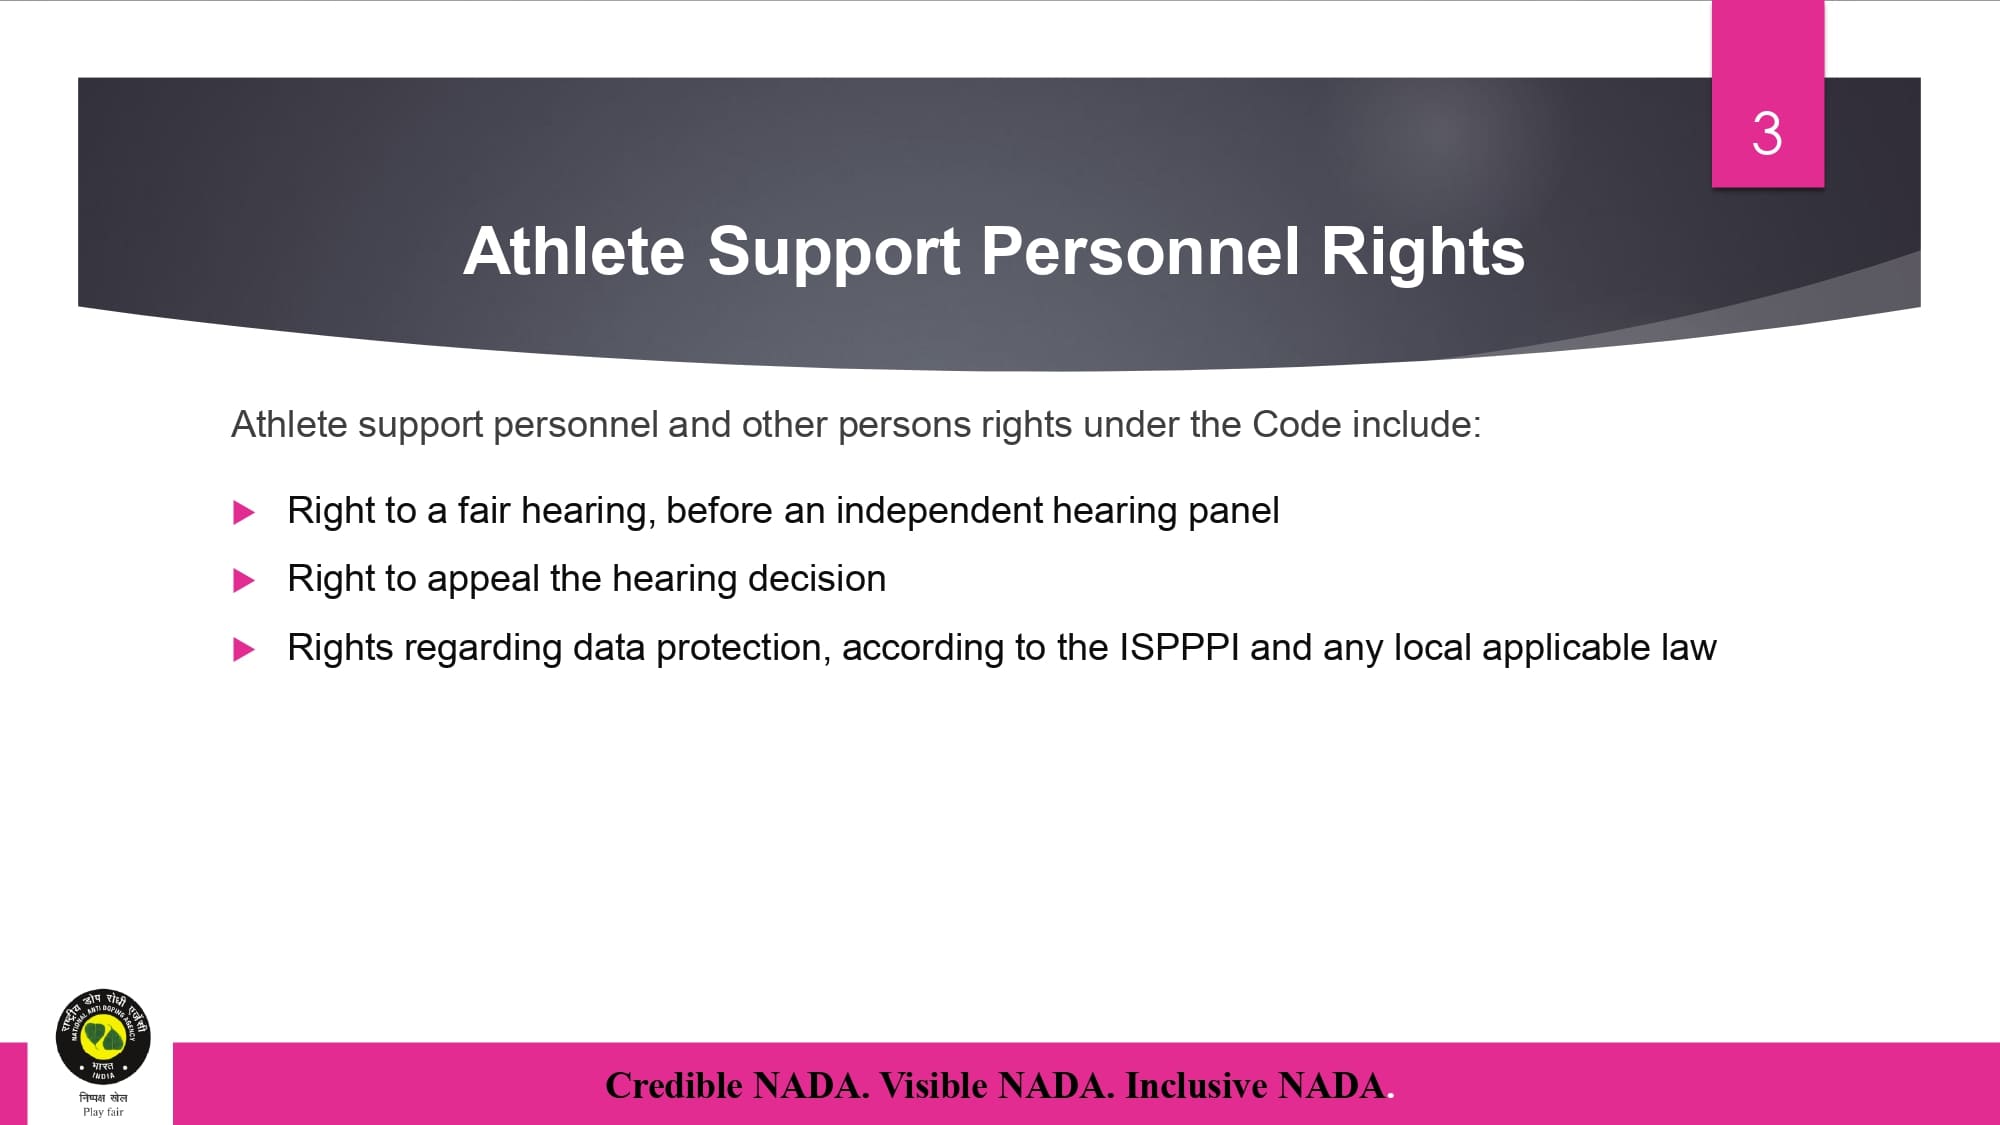 3
Athlete Support Personnel Rights
Athlete support personnel and other persons rights under the Code include:
Right to a fair hearing, before an independent hearing panel
Right to appeal the hearing decision
Rights regarding data protection, according to the ISPPPI and any local applicable law
राष्ट्रीय डोप रोधी एजेंसी
NATIONAL ANTI DOPING AGENCY
भारत
INDIA
निष्पक्ष खेल
Play fair
Credible NADA. Visible NADA. Inclusive NADA.